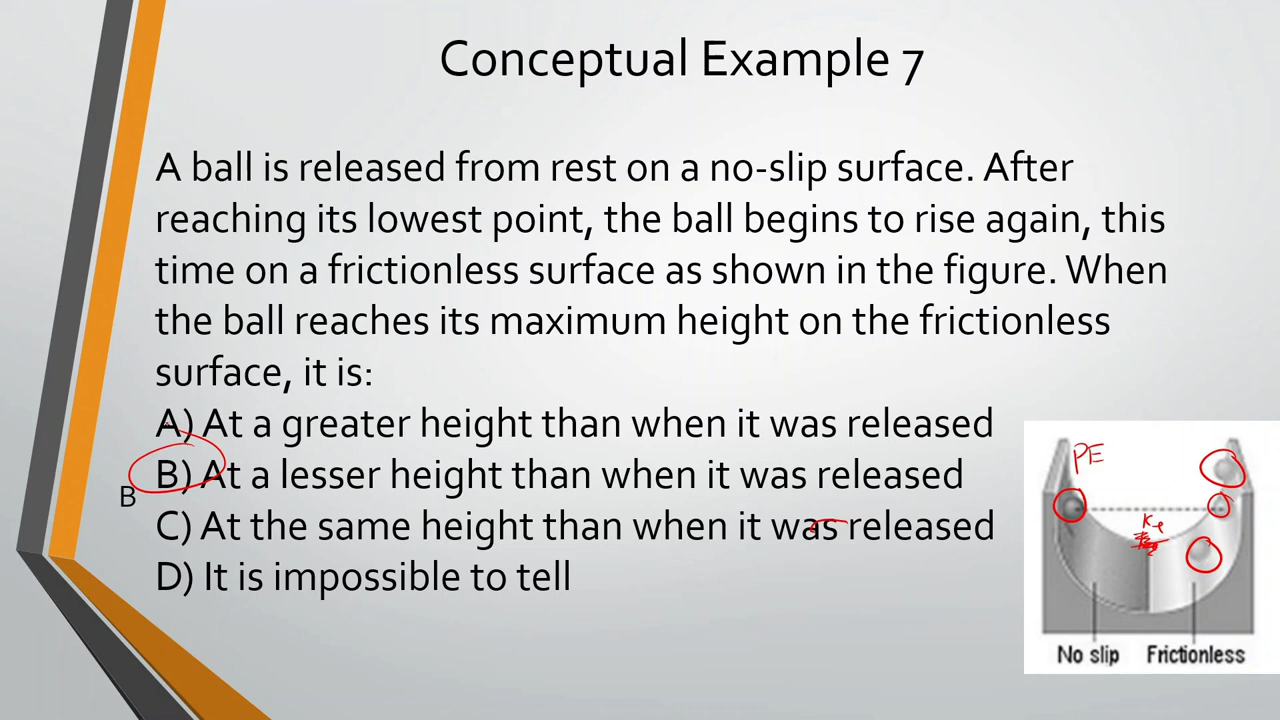 Conceptual Example 7
A ball is released from rest on a no-slip surface. After
reaching its lowest point, the ball begins to rise again, this
time on a frictionless surface as shown in the figure. When
the ball reaches its maximum height on the frictionless
surface, it is:
A) At a greater height than when it was released
B) At a lesser height than when it was released
B
C) At the same height than when it was released
D) It is impossible to tell
PE
No slip Frictionless